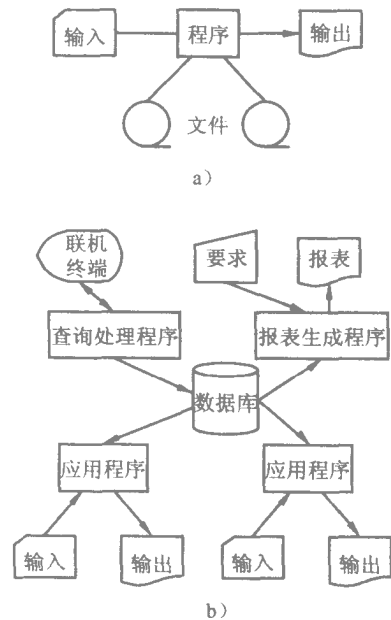 输入
程序
输出
文件
a）
联机
终端
要求
报表
查询处理程序
报表生成程序
数据库
应用程序
应用程序
输入
输出
输入
输出
b）